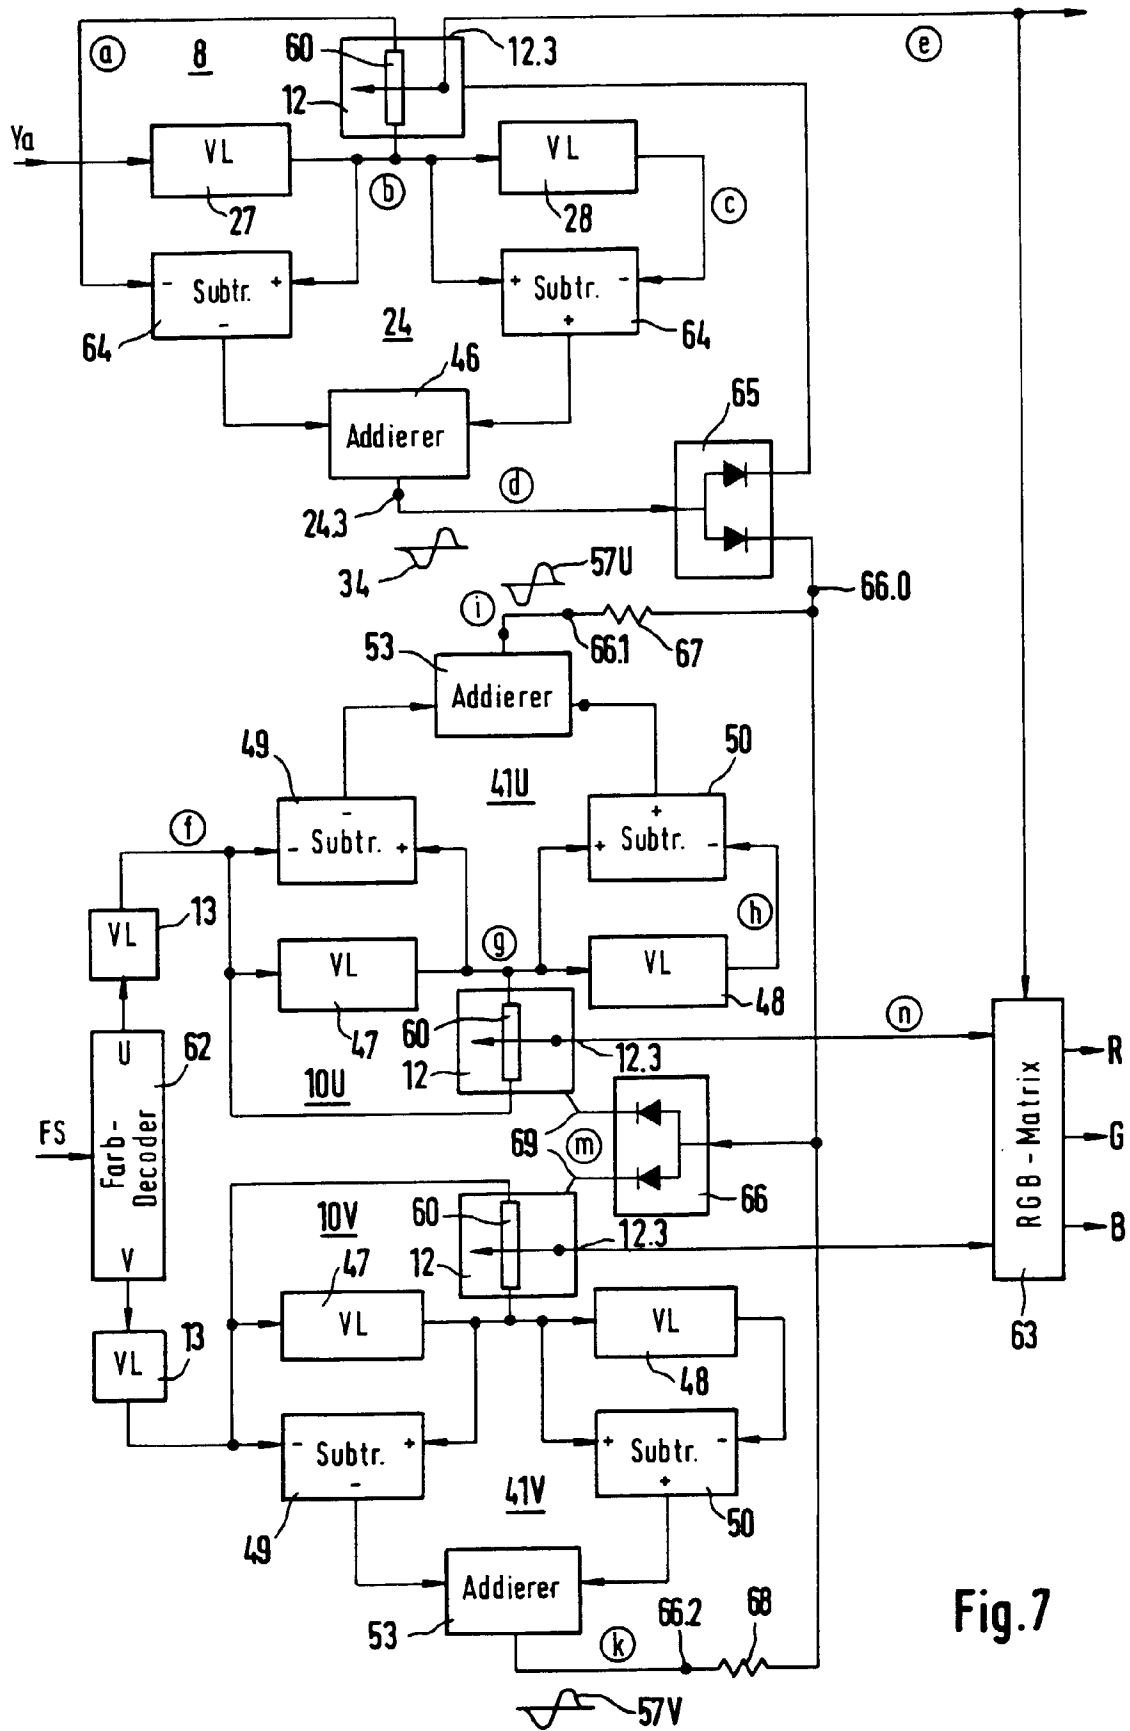 a
8
60
12.3
e
12
Ya
VL
VL
b
c
27
28
- Subtr. +
-
+ Subtr. -
+
24
64
64
46
65
Addierer
d
24.3
34
57U
66.0
i
66.1
67
53
Addierer
49
50
41U
-
- Subtr. +
+
+ Subtr. -
f
13
VL
h
g
VL
VL
47
48
60
n
12
12.3
10U
U
62
R
FS
Farb-
Decoder
69
m
RGB-Matrix
G
66
10V
60
B
12
12.3
V
47
63
VL
VL
13
VL
48
- Subtr. +
-
+ Subtr. -
+
41V
49
50
Addierer
53
66.2
68
k
57V
Fig.7